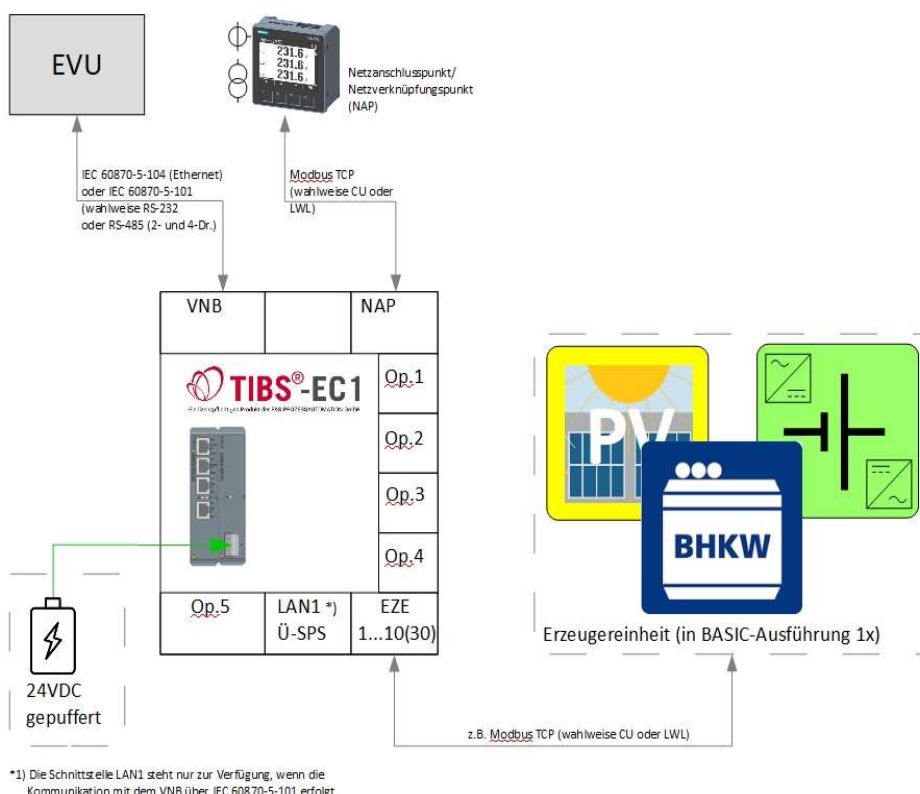 EVU
231.6
231.6
231.6
Netzanschlusspunkt/
Netzverknüpfungspunkt
(NAP)
IEC 60870-5-104 (Ethernet)
oder IEC 60870-5-101
(wahlweise RS-232
oder RS-485 (2- und 4-Dr.)
Modbus TCP
(wahlweise CU oder
LWL)
VNB
NAP
TIBS®-EC1
Op.1
Op.2
Op.3
Op.4
Op.5
LAN1 *)
Ü-SPS
EZE
1...10(30)
PV
BHKW
Erzeugereinheit (in BASIC-Ausführung 1x)
24VDC
gepuffert
z.B. Modbus TCP (wahlweise CU oder LWL)
*1) Die Schnittstelle LAN1 steht nur zur Verfügung, wenn die
Kommunikation mit dem VNB über IEC 60870-5-101 erfolgt